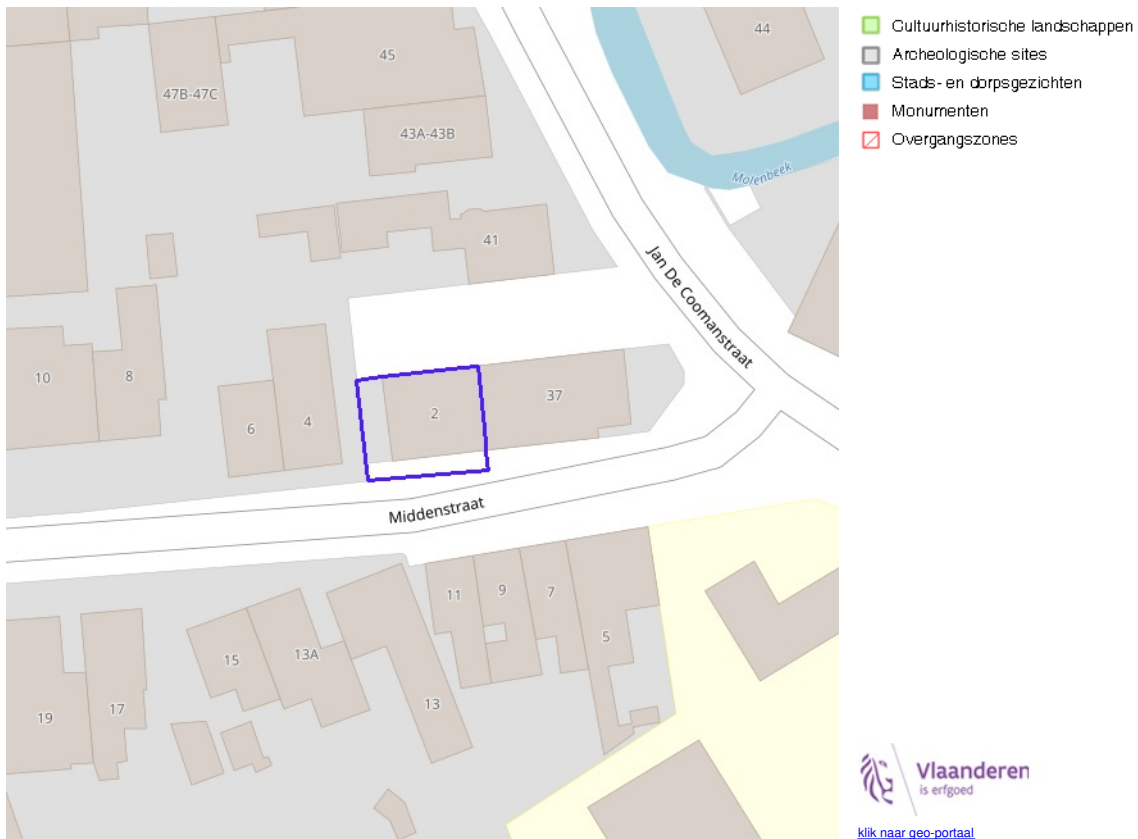 44
45
47B-47C
43A-43B
Molenbeek
41
Jan De Coomanstraat
10
8
6
4
2
37
Middenstraat
11
9
7
5
15
13A
13
19
17
Cultuurhistorische landschappen
Archeologische sites
Stads- en dorpsgezichten
Monumenten
Overgangszones
Vlaanderen
is erfgoed
klik naar geo-portaal